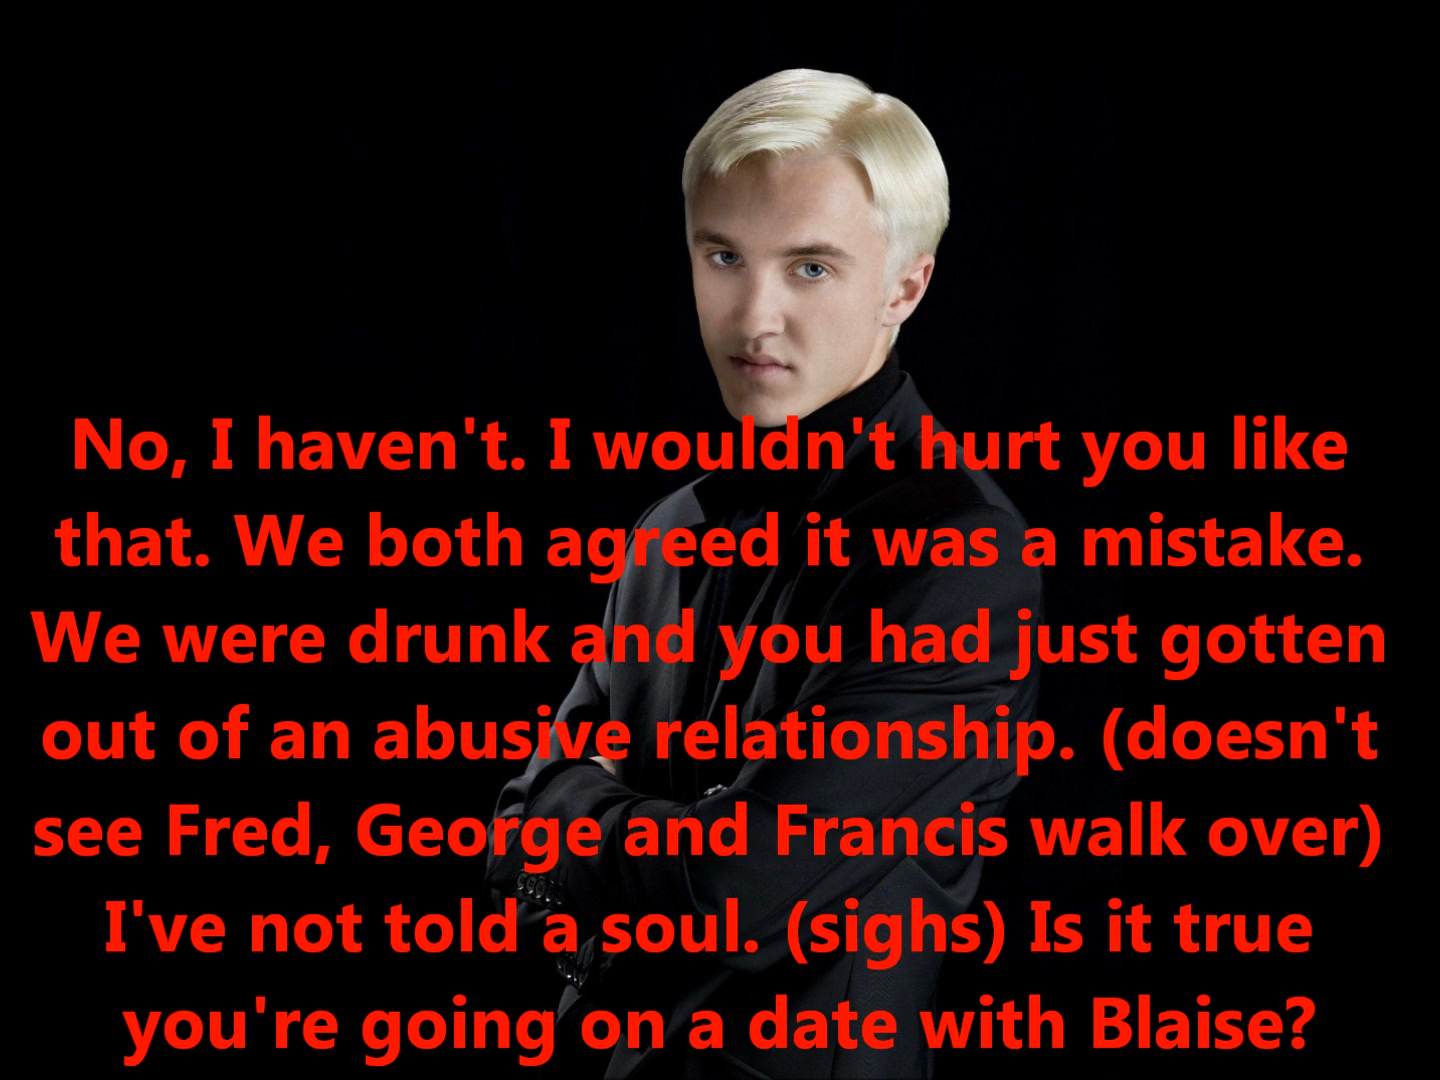 No, I haven't. I wouldn't hurt you like
that. We both agreed it was a mistake.
We were drunk and you had just gotten
out of an abusive relationship. (doesn't
see Fred, George and Francis walk over)
I've not told a soul. (sighs) Is it true
you're going on a date with Blaise?